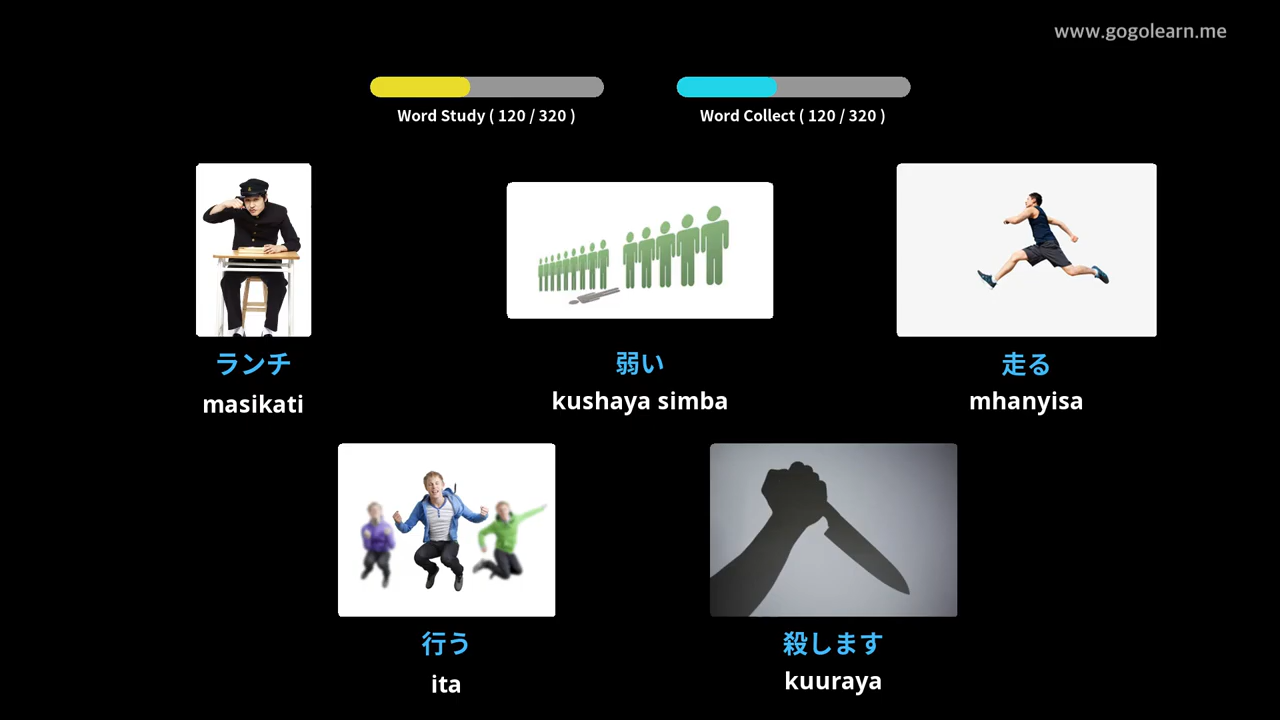 www.gogolearn.me
Word Study ( 120 / 320 )
Word Collect ( 120 / 320 )
ランチ
masikati
弱い
kushaya simba
走る
mhanyisa
行う
ita
殺します
kuuraya